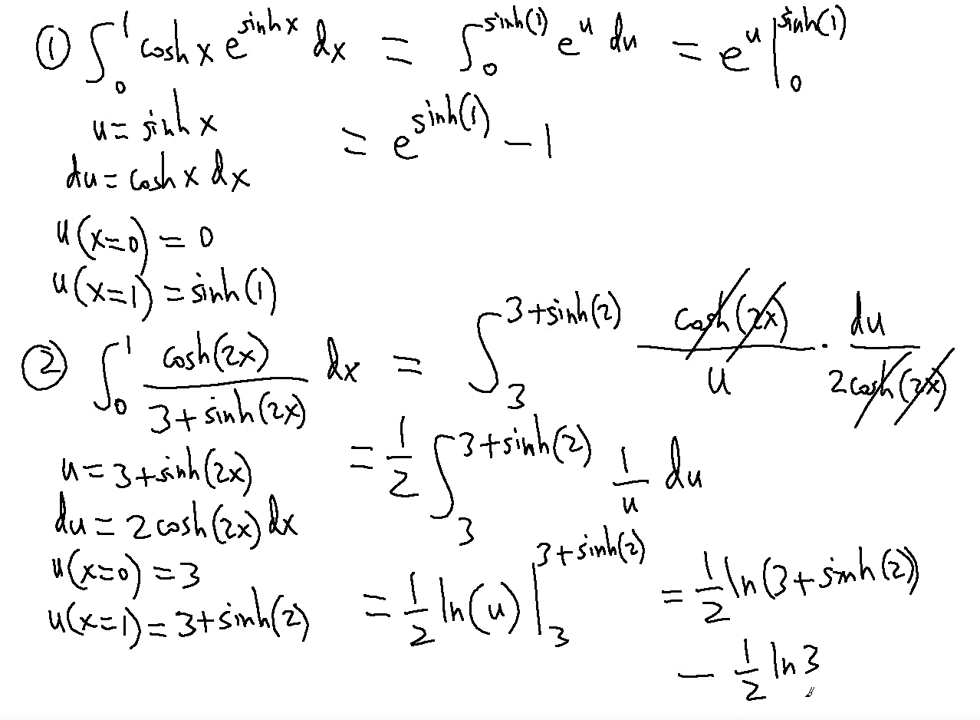 ① ∫₀¹ cosh x e^(sinh x) dx = ∫₀^(sinh(1)) e^u du = e^u |₀^(sinh(1))
u = sinh x
= e^(sinh(1)) − 1
du = cosh x dx
u(x=0) = 0
u(x=1) = sinh(1)
② ∫₀¹ cosh(2x) / (3+sinh(2x)) dx = ∫₃^(3+sinh(2)) cosh(2x)/u · du/(2cosh(2x))
u = 3+sinh(2x)
= 1/2 ∫₃^(3+sinh(2)) 1/u du
du = 2cosh(2x) dx
u(x=0) = 3
u(x=1) = 3+sinh(2)
= 1/2 ln(u) |₃^(3+sinh(2)) = 1/2 ln(3+sinh(2))
− 1/2 ln 3